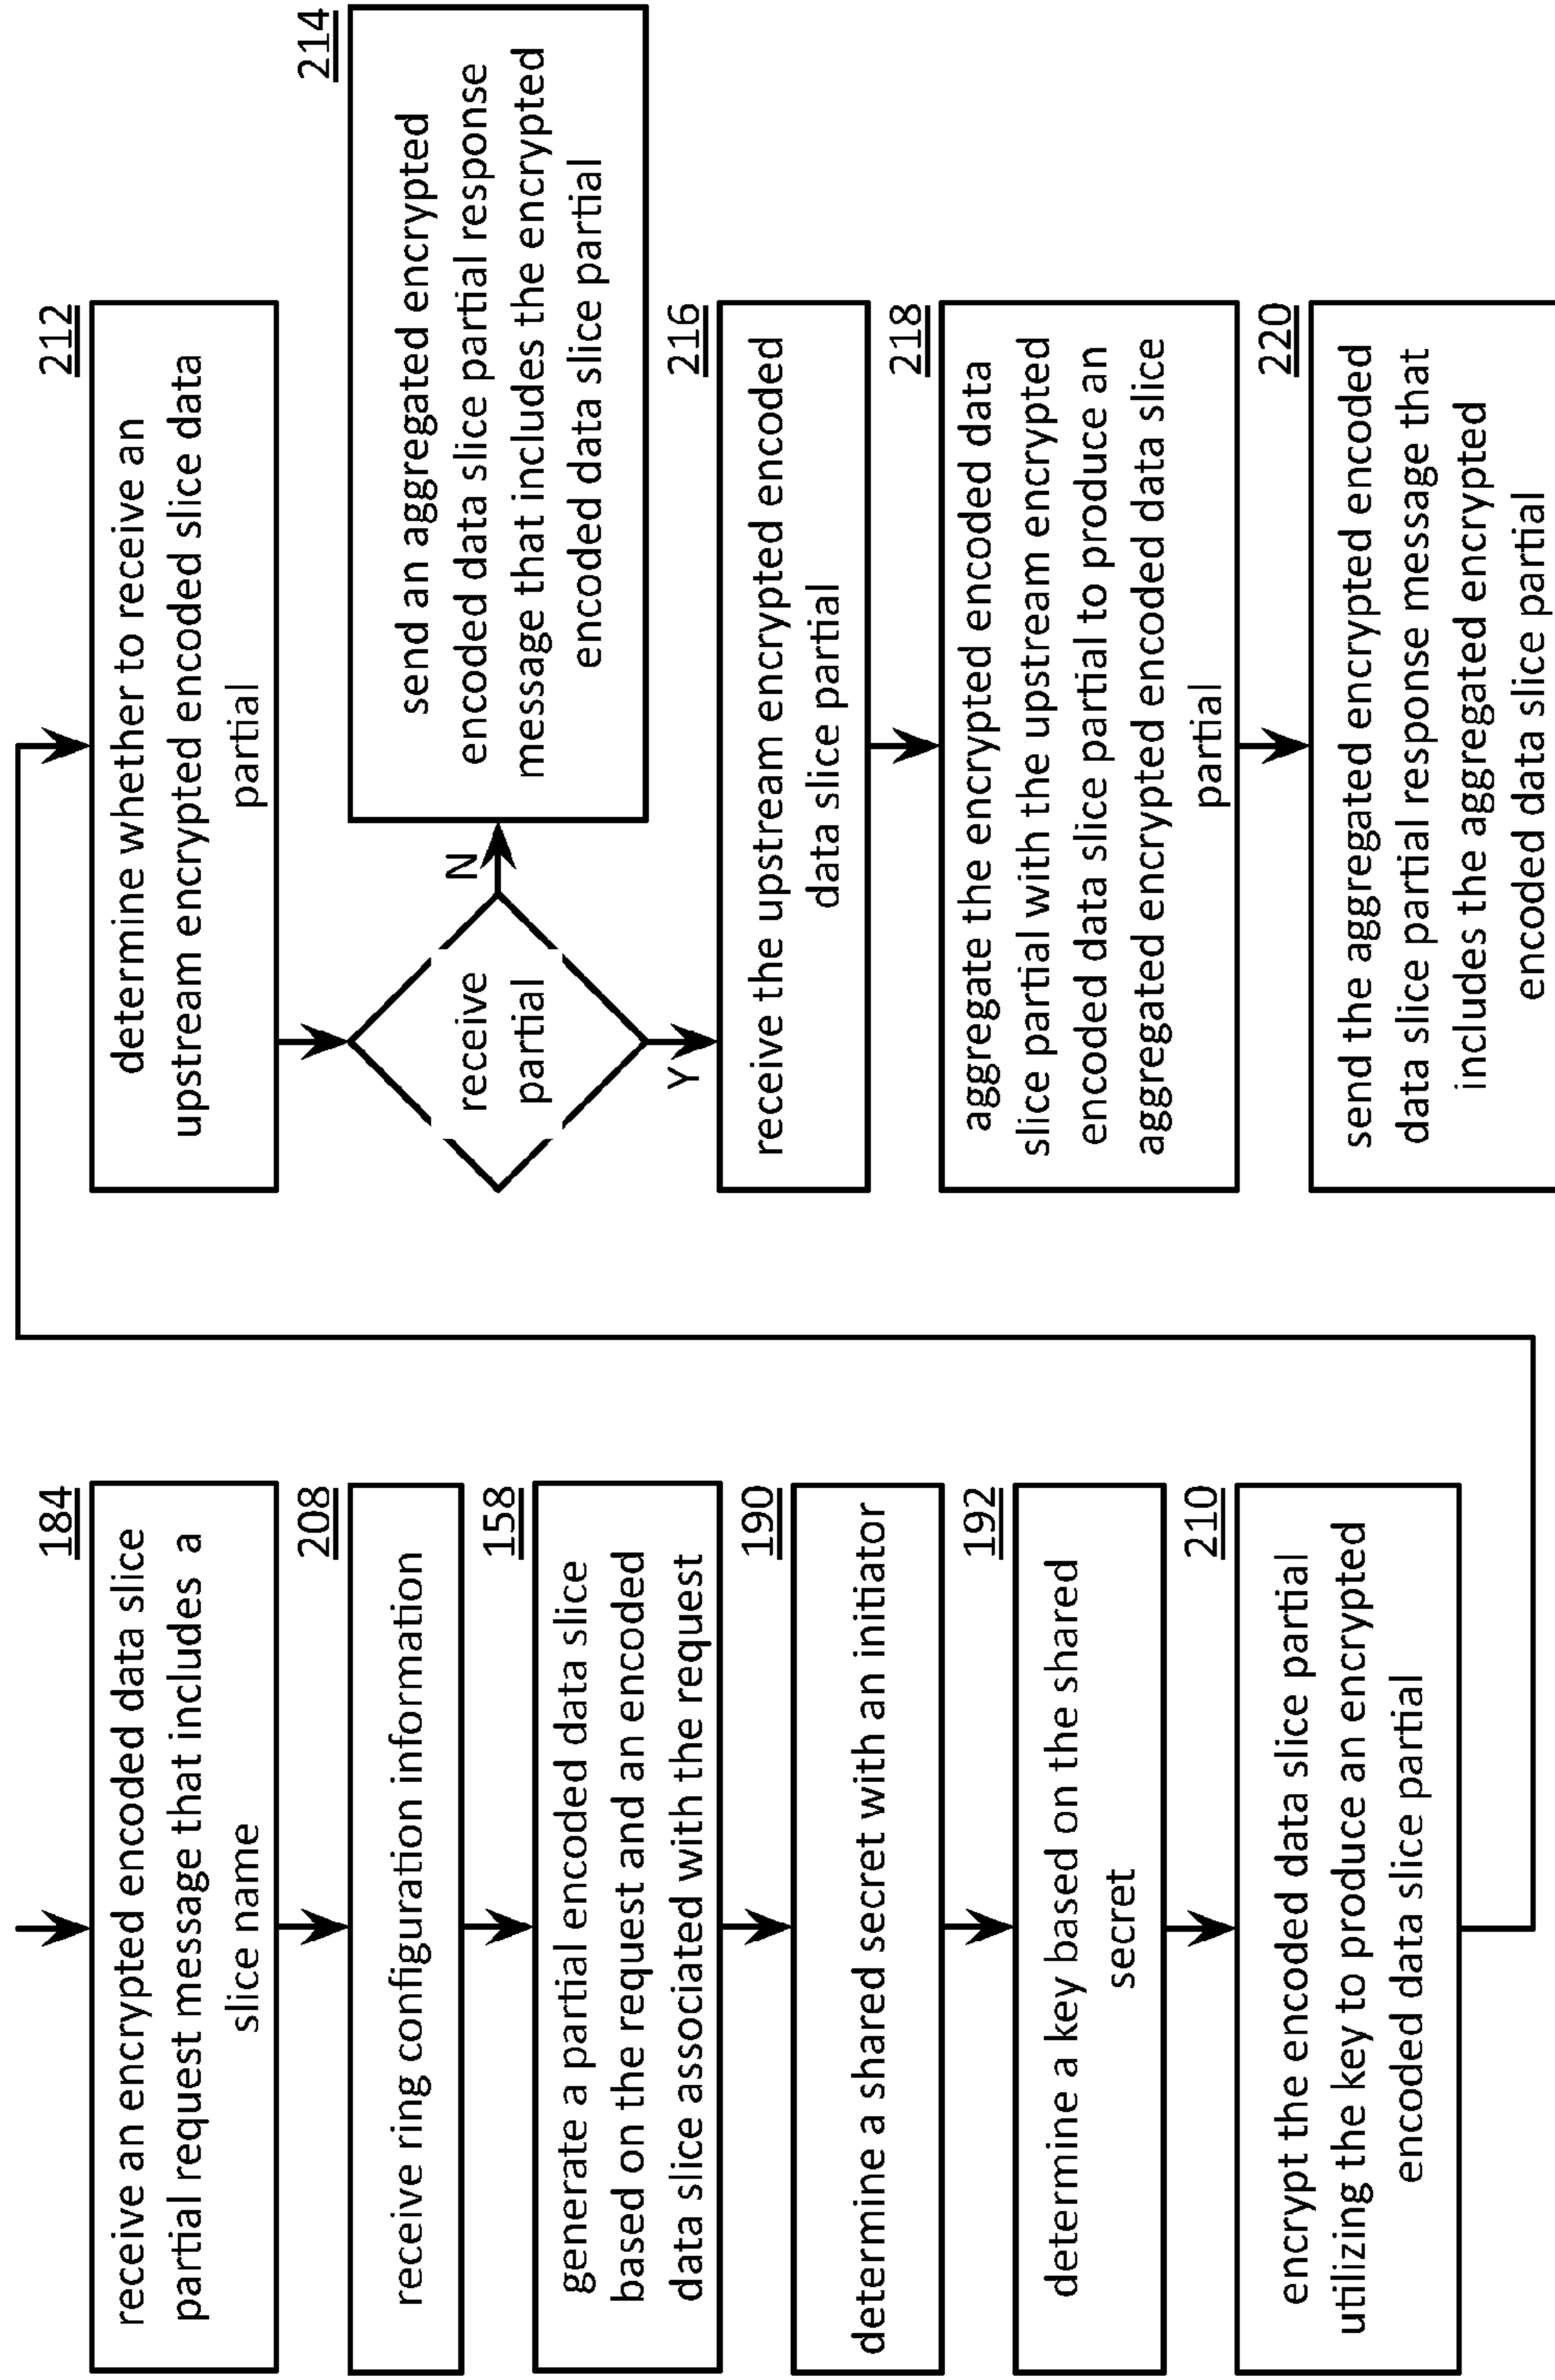 184
receive an encrypted encoded data slice
partial request message that includes a
slice name
208
receive ring configuration information
158
generate a partial encoded data slice
based on the request and an encoded
data slice associated with the request
190
determine a shared secret with an initiator
192
determine a key based on the shared
secret
210
encrypt the encoded data slice partial
utilizing the key to produce an encrypted
encoded data slice partial
212
determine whether to receive an
upstream encrypted encoded slice data
partial
receive
partial
N
Y
214
send an aggregated encrypted
encoded data slice partial response
message that includes the encrypted
encoded data slice partial
216
receive the upstream encrypted encoded
data slice partial
218
aggregate the encrypted encoded data
slice partial with the upstream encrypted
encoded data slice partial to produce an
aggregated encrypted encoded data slice
partial
220
send the aggregated encrypted encoded
data slice partial response message that
includes the aggregated encrypted
encoded data slice partial